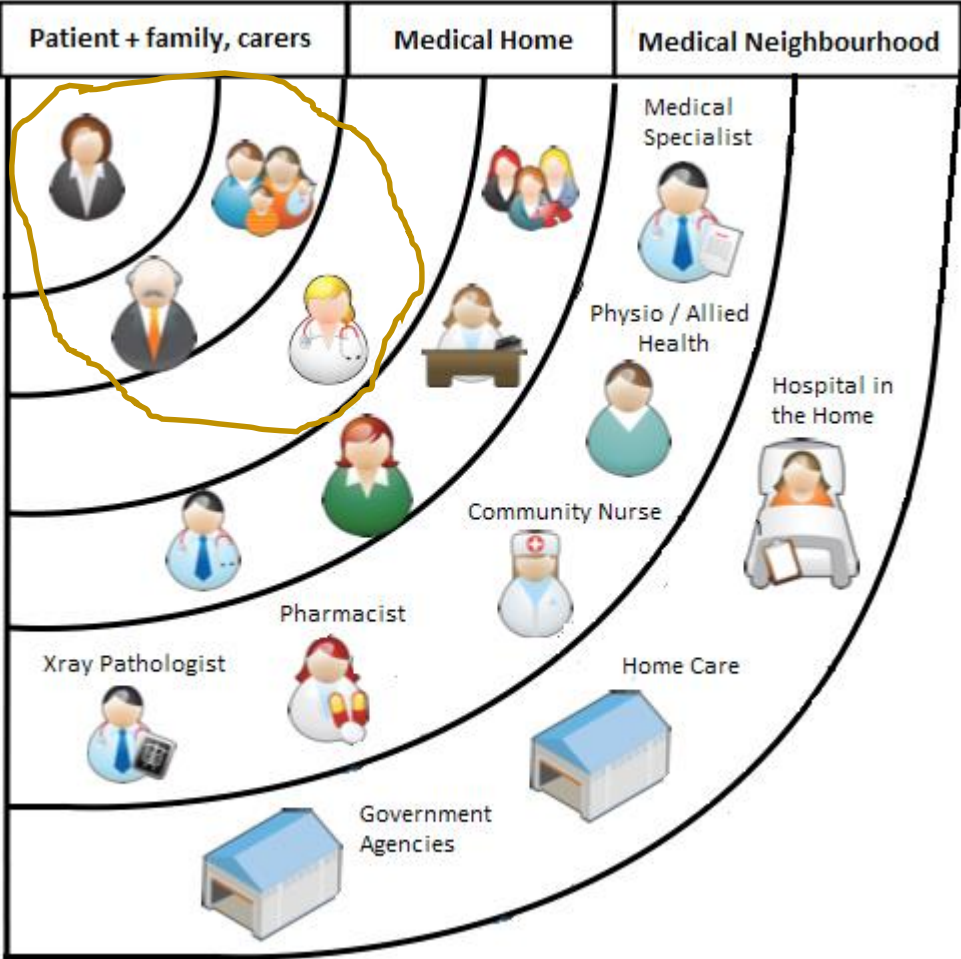 Patient + family, carers
Medical Home
Medical Neighbourhood
Medical
Specialist
Physio / Allied
Health
Hospital in
the Home
Community Nurse
Pharmacist
Xray Pathologist
Home Care
Government
Agencies